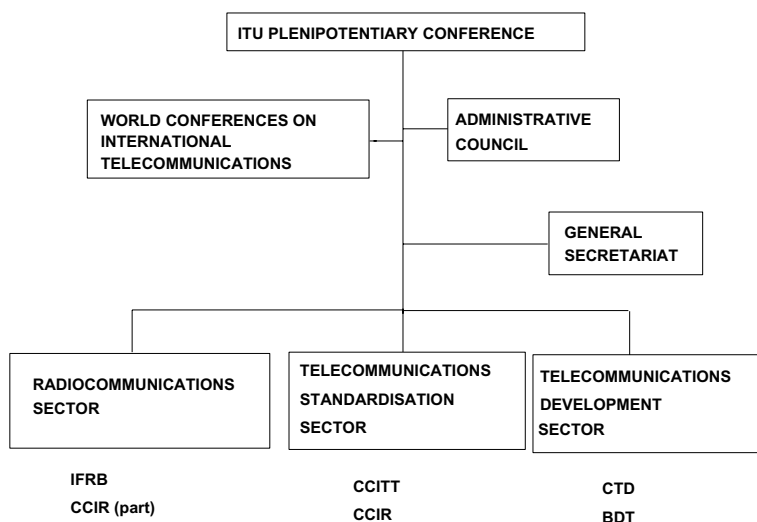 ITU PLENIPOTENTIARY CONFERENCE
WORLD CONFERENCES ON
INTERNATIONAL
TELECOMMUNICATIONS
ADMINISTRATIVE
COUNCIL
GENERAL
SECRETARIAT
RADIOCOMMUNICATIONS
SECTOR
TELECOMMUNICATIONS
STANDARDISATION
SECTOR
TELECOMMUNICATIONS
DEVELOPMENT
SECTOR
IFRB
CCIR (part)
CCITT
CCIR
CTD
BDT